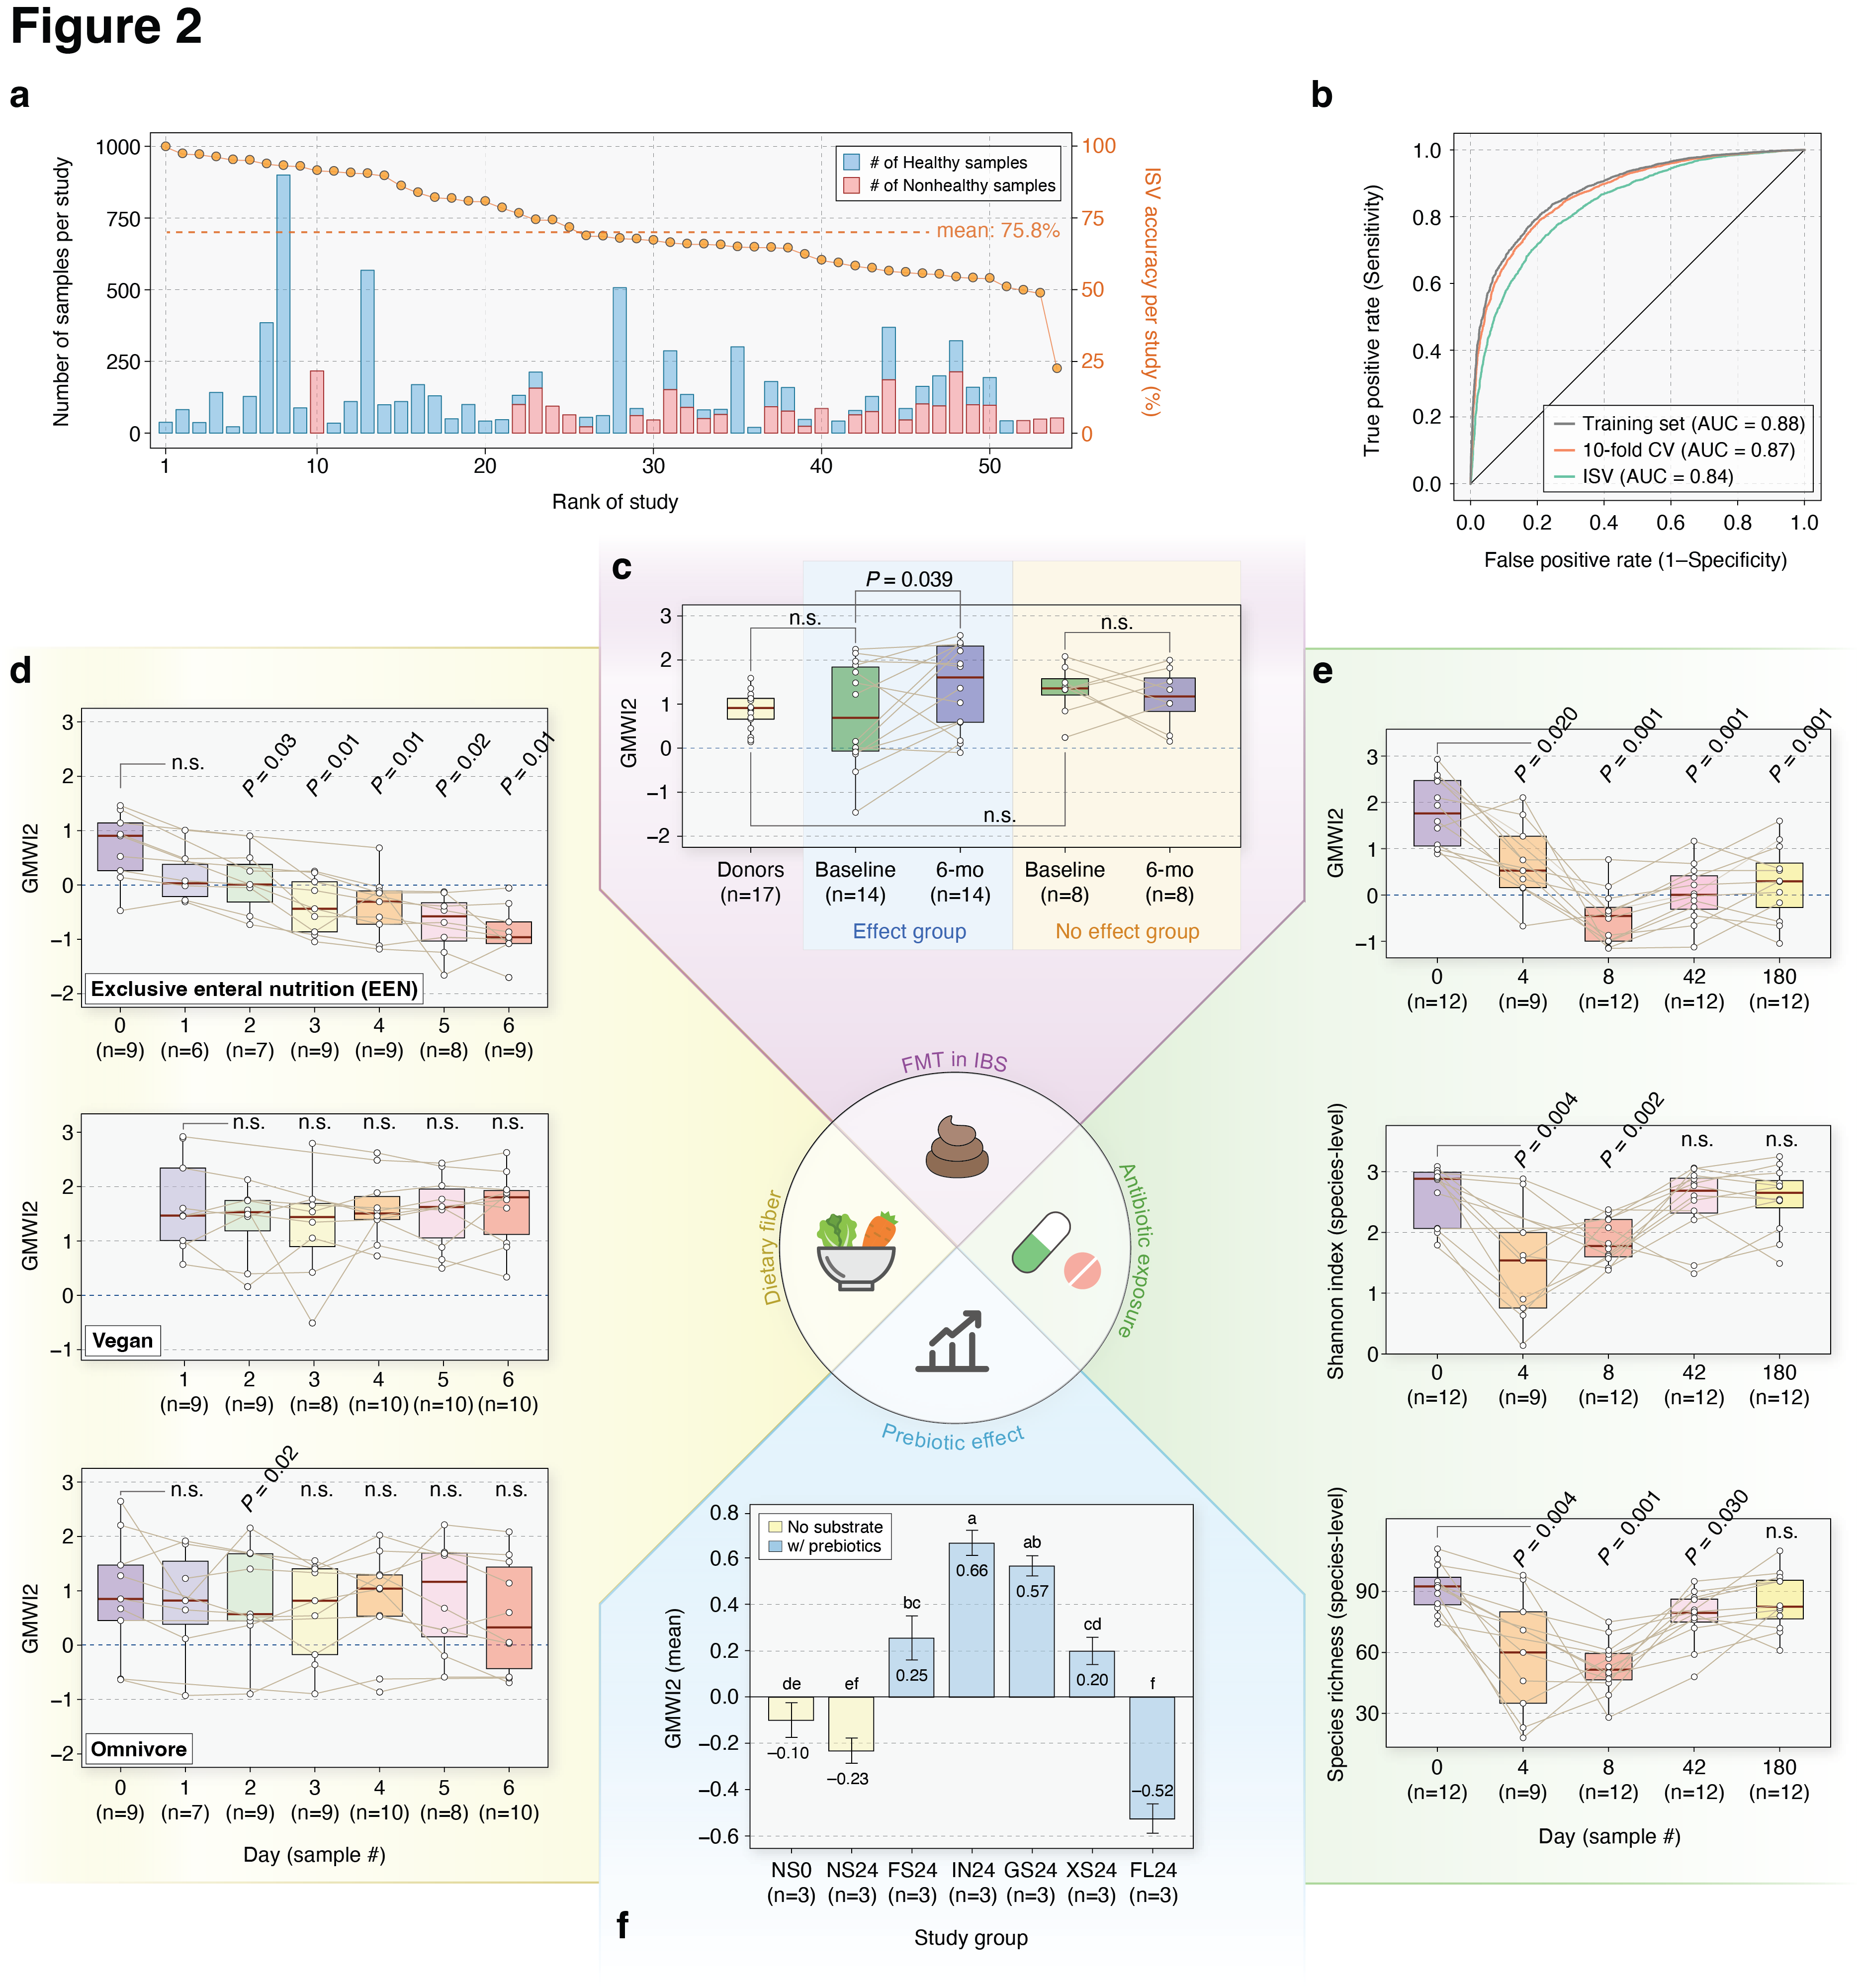 Figure 2
a
Number of samples per study
1000
750
500
250
0
1 10 20 30 40 50
Rank of study
100
75
50
25
0
ISV accuracy per study (%)
# of Healthy samples
# of Nonhealthy samples
mean: 75.8%
b
True positive rate (Sensitivity)
1.0
0.8
0.6
0.4
0.2
0.0
0.0 0.2 0.4 0.6 0.8 1.0
False positive rate (1–Specificity)
Training set (AUC = 0.88)
10-fold CV (AUC = 0.87)
ISV (AUC = 0.84)
c
P = 0.039
n.s.
n.s.
n.s.
GMWI2
3
2
1
0
−1
−2
Donors Baseline 6-mo Baseline 6-mo
(n=17) (n=14) (n=14) (n=8) (n=8)
Effect group No effect group
d
n.s. P = 0.03 P = 0.01 P = 0.01 P = 0.02 P = 0.01
GMWI2
3
2
1
0
−1
−2
Exclusive enteral nutrition (EEN)
0 1 2 3 4 5 6
(n=9) (n=6) (n=7) (n=9) (n=9) (n=8) (n=9)
n.s. n.s. n.s. n.s. n.s.
GMWI2
3
2
1
0
−1
Vegan
1 2 3 4 5 6
(n=9) (n=9) (n=8) (n=10) (n=10) (n=10)
n.s. P = 0.02 n.s. n.s. n.s. n.s.
GMWI2
3
2
1
0
−1
−2
Omnivore
0 1 2 3 4 5 6
(n=9) (n=7) (n=9) (n=9) (n=10) (n=8) (n=10)
Day (sample #)
FMT in IBS
Dietary fiber
Antibiotic exposure
Prebiotic effect
e
P = 0.020 P = 0.001 P = 0.001 P = 0.001
GMWI2
3
2
1
0
−1
0 4 8 42 180
(n=12) (n=9) (n=12) (n=12) (n=12)
P = 0.004 P = 0.002 n.s. n.s.
Shannon index (species-level)
3
2
1
0
0 4 8 42 180
(n=12) (n=9) (n=12) (n=12) (n=12)
P = 0.004 P = 0.001 P = 0.030 n.s.
Species richness (species-level)
90
60
30
0 4 8 42 180
(n=12) (n=9) (n=12) (n=12) (n=12)
Day (sample #)
f
GMWI2 (mean)
0.8
0.6
0.4
0.2
0.0
−0.2
−0.4
−0.6
No substrate
w/ prebiotics
de ef bc a ab cd f
−0.10 −0.23 0.25 0.66 0.57 0.20 −0.52
NS0 NS24 FS24 IN24 GS24 XS24 FL24
(n=3) (n=3) (n=3) (n=3) (n=3) (n=3) (n=3)
Study group